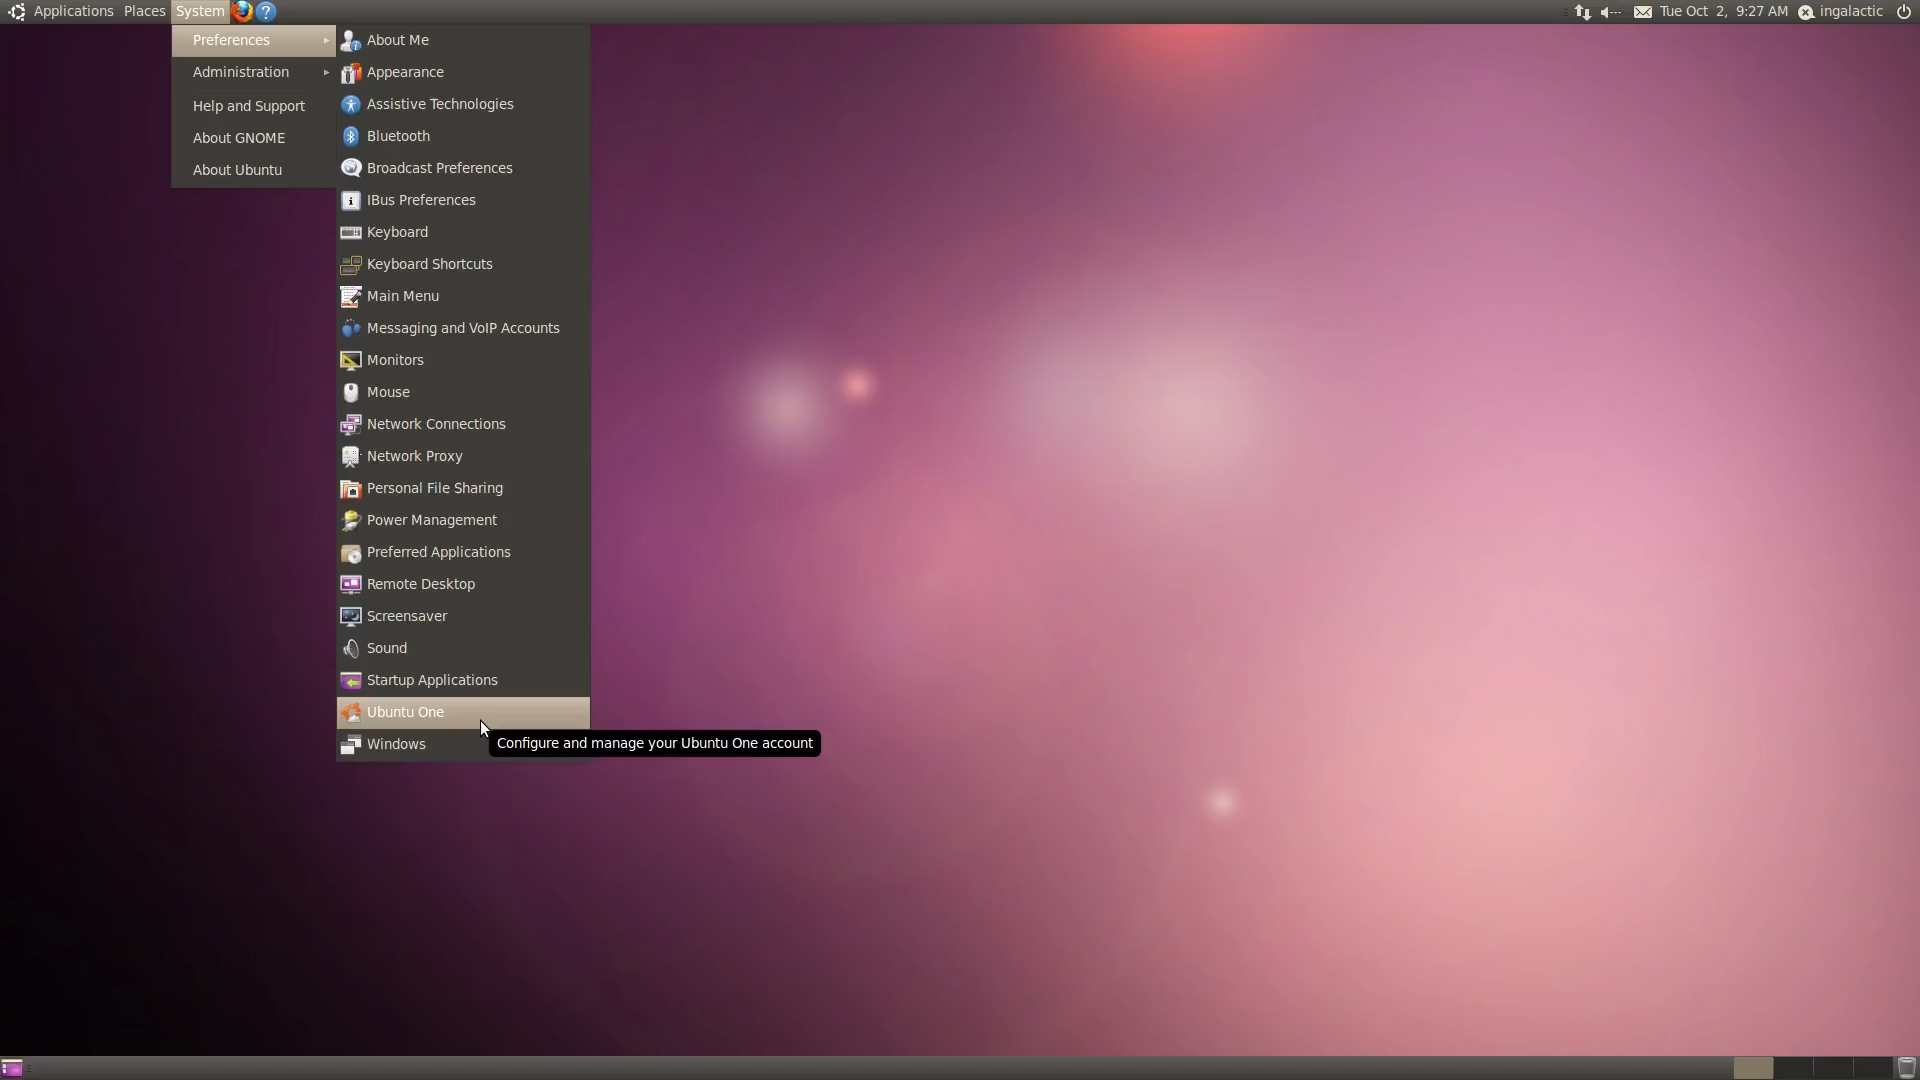 Applications Places System
Tue Oct 2, 9:27 AM ingalactic
Preferences
Administration
Help and Support
About GNOME
About Ubuntu
About Me
Appearance
Assistive Technologies
Bluetooth
Broadcast Preferences
IBus Preferences
Keyboard
Keyboard Shortcuts
Main Menu
Messaging and VoIP Accounts
Monitors
Mouse
Network Connections
Network Proxy
Personal File Sharing
Power Management
Preferred Applications
Remote Desktop
Screensaver
Sound
Startup Applications
Ubuntu One
Windows
Configure and manage your Ubuntu One account